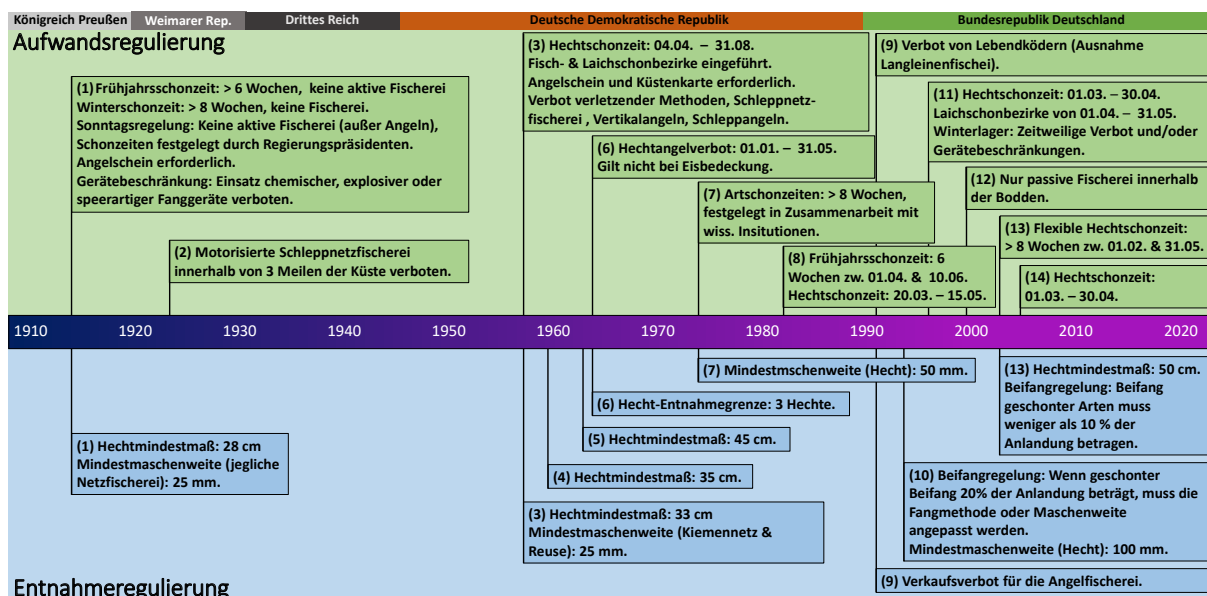 Königreich Preußen
Weimarer Rep.
Drittes Reich
Deutsche Demokratische Republik
Bundesrepublik Deutschland
Aufwandsregulierung
(1) Frühjahrsschonzeit: > 6 Wochen, keine aktive Fischerei
Winterschonzeit: > 8 Wochen, keine Fischerei.
Sonntagsregelung: Keine aktive Fischerei (außer Angeln),
Schonzeiten festgelegt durch Regierungspräsidenten.
Angelschein erforderlich.
Gerätebeschränkung: Einsatz chemischer, explosiver oder
speerartiger Fanggeräte verboten.
(2) Motorisierte Schleppnetzfischerei
innerhalb von 3 Meilen der Küste verboten.
(3) Hechtschonzeit: 04.04. – 31.08.
Fisch- & Laichschonbezirke eingeführt.
Angelschein und Küstenkarte erforderlich.
Verbot verletzender Methoden, Schleppnetz-
fischerei , Vertikalangeln, Schleppangeln.
(6) Hechtangelverbot: 01.01. – 31.05.
Gilt nicht bei Eisbedeckung.
(7) Artschonzeiten: > 8 Wochen,
festgelegt in Zusammenarbeit mit
wiss. Insitutionen.
(8) Frühjahrsschonzeit: 6
Wochen zw. 01.04. & 10.06.
Hechtschonzeit: 20.03. – 15.05.
(9) Verbot von Lebendködern (Ausnahme
Langleinenfischei).
(11) Hechtschonzeit: 01.03. – 30.04.
Laichschonbezirke von 01.04. – 31.05.
Winterlager: Zeitweilige Verbot und/oder
Gerätebeschränkungen.
(12) Nur passive Fischerei innerhalb
der Bodden.
(13) Flexible Hechtschonzeit:
> 8 Wochen zw. 01.02. & 31.05.
(14) Hechtschonzeit:
01.03. – 30.04.
1910 1920 1930 1940 1950 1960 1970 1980 1990 2000 2010 2020
(1) Hechtmindestmaß: 28 cm
Mindestmaschenweite (jegliche
Netzfischerei): 25 mm.
(7) Mindestmschenweite (Hecht): 50 mm.
(6) Hecht-Entnahmegrenze: 3 Hechte.
(5) Hechtmindestmaß: 45 cm.
(4) Hechtmindestmaß: 35 cm.
(3) Hechtmindestmaß: 33 cm
Mindestmaschenweite (Kiemennetz &
Reuse): 25 mm.
(13) Hechtmindestmaß: 50 cm.
Beifangregelung: Beifang
geschonter Arten muss
weniger als 10 % der
Anlandung betragen.
(10) Beifangregelung: Wenn geschonter
Beifang 20% der Anlandung beträgt, muss die
Fangmethode oder Maschenweite
angepasst werden.
Mindestmaschenweite (Hecht): 100 mm.
(9) Verkaufsverbot für die Angelfischerei.
Entnahmeregulierung